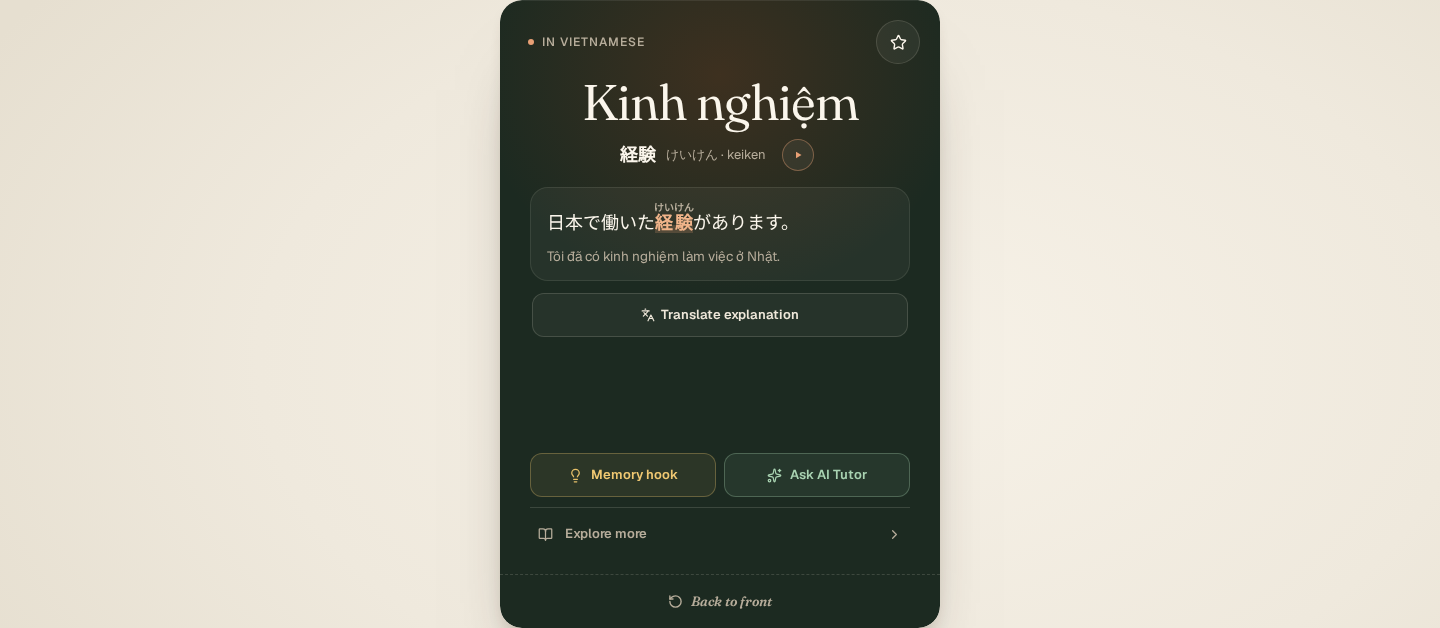 IN VIETNAMESE
Kinh nghiệm
経験 けいけん · keiken
けいけん
日本で働いた経験があります。
Tôi đã có kinh nghiệm làm việc ở Nhật.
Translate explanation
Memory hook
Ask AI Tutor
Explore more
Back to front